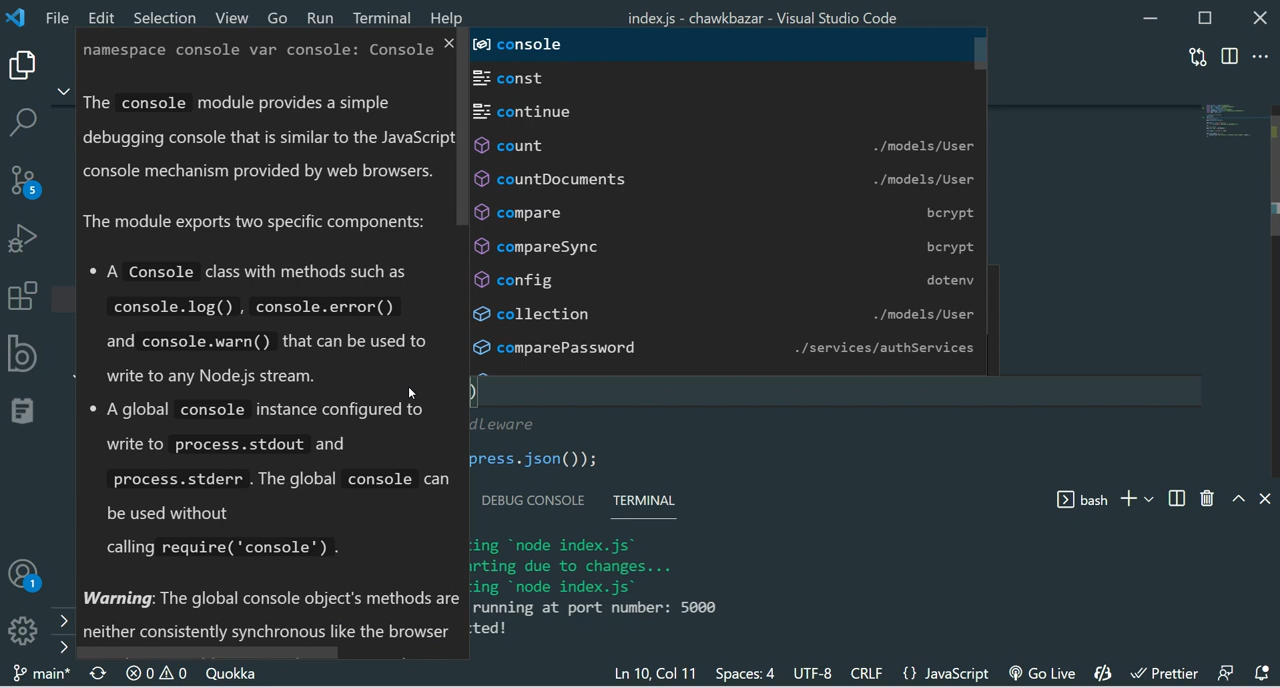 File Edit Selection View Go Run Terminal Help
index.js - chawkbazar - Visual Studio Code
namespace console var console: Console
The console module provides a simple
debugging console that is similar to the JavaScript
console mechanism provided by web browsers.
The module exports two specific components:
• A Console class with methods such as
console.log(), console.error()
and console.warn() that can be used to
write to any Node.js stream.
• A global console instance configured to
write to process.stdout and
process.stderr. The global console can
be used without
calling require('console').
Warning: The global console object's methods are
neither consistently synchronous like the browser
console
const
continue
count ./models/User
countDocuments ./models/User
compare bcrypt
compareSync bcrypt
config dotenv
collection ./models/User
comparePassword ./services/authServices
)
dleware
press.json());
DEBUG CONSOLE TERMINAL
bash
ting `node index.js`
arting due to changes...
ting `node index.js`
running at port number: 5000
ted!
5
1
main* 0 0 Quokka
Ln 10, Col 11 Spaces: 4 UTF-8 CRLF {} JavaScript Go Live Prettier